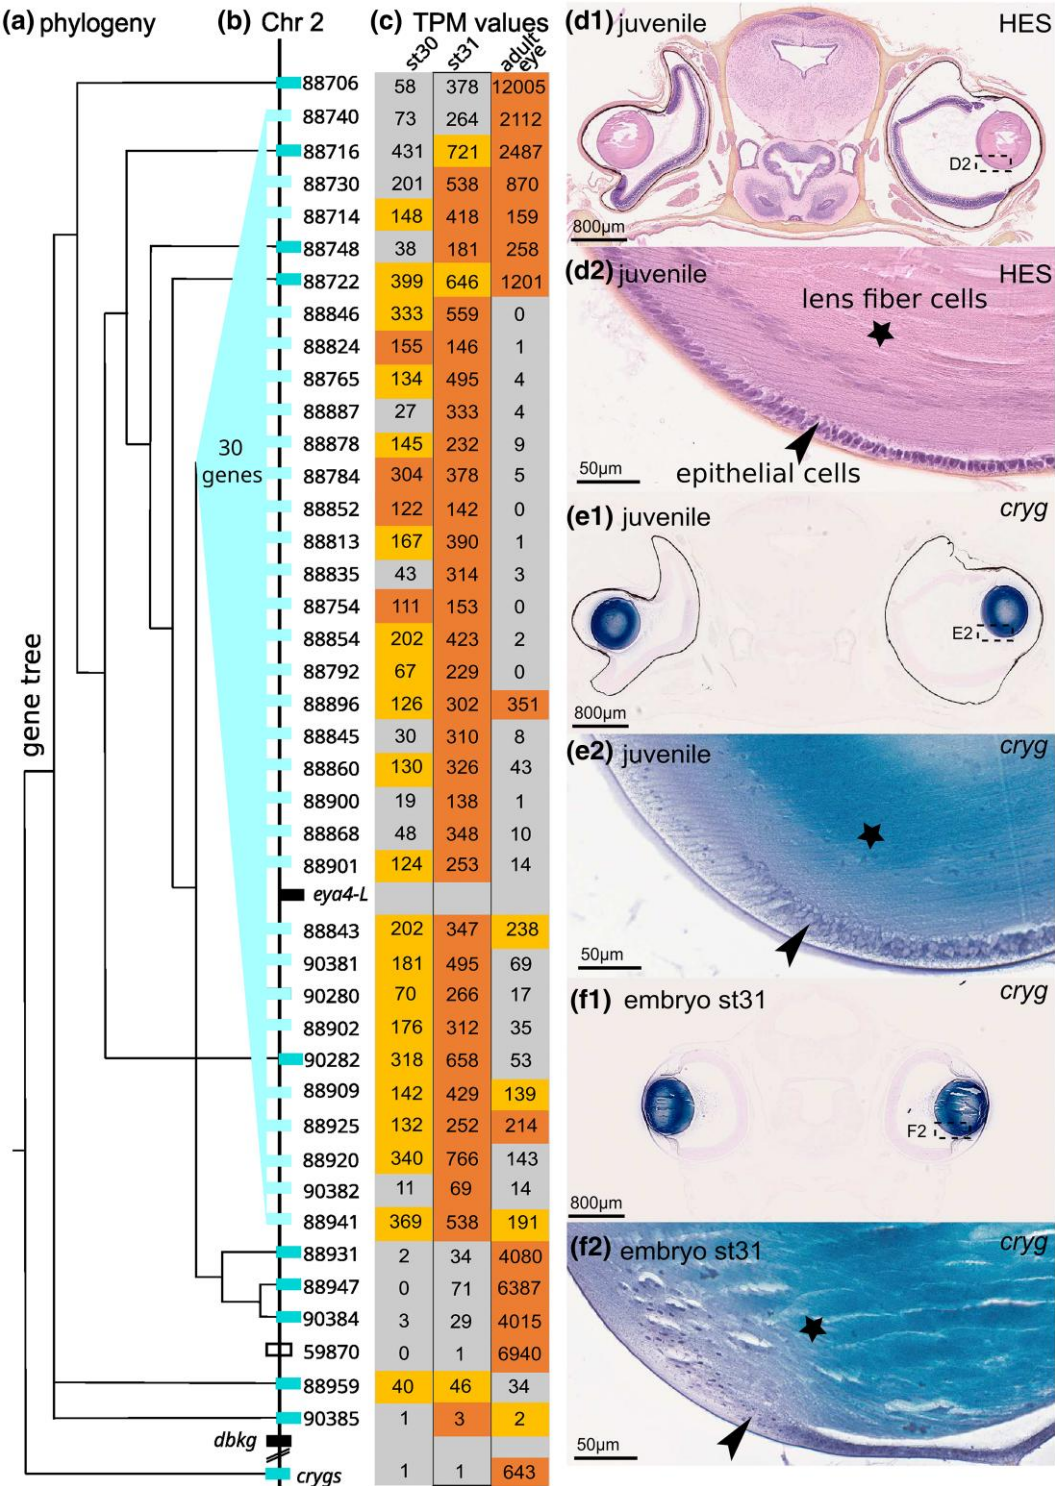 (a) phylogeny (b) Chr 2 (c) TPM values
st30 st31 adult eye
88706 58 378 12005
88740 73 264 2112
88716 431 721 2487
88730 201 538 870
88714 148 418 159
88748 38 181 258
88722 399 646 1201
88846 333 559 0
88824 155 146 1
88765 134 495 4
88887 27 333 4
88878 145 232 9
88784 304 378 5
88852 122 142 0
88813 167 390 1
88835 43 314 3
88754 111 153 0
88854 202 423 2
88792 67 229 0
88896 126 302 351
88845 30 310 8
88860 130 326 43
88900 19 138 1
88868 48 348 10
88901 124 253 14
eya4-L
88843 202 347 238
90381 181 495 69
90280 70 266 17
88902 176 312 35
90282 318 658 53
88909 142 429 139
88925 132 252 214
88920 340 766 143
90382 11 69 14
88941 369 538 191
88931 2 34 4080
88947 0 71 6387
90384 3 29 4015
59870 0 1 6940
88959 40 46 34
90385 1 3 2
dbkg
crygs 1 1 643
30
genes
gene tree
(d1) juvenile HES
D2
800µm
(d2) juvenile HES
lens fiber cells
epithelial cells
50µm
(e1) juvenile cryg
E2
800µm
(e2) juvenile cryg
50µm
(f1) embryo st31 cryg
F2
800µm
(f2) embryo st31 cryg
50µm